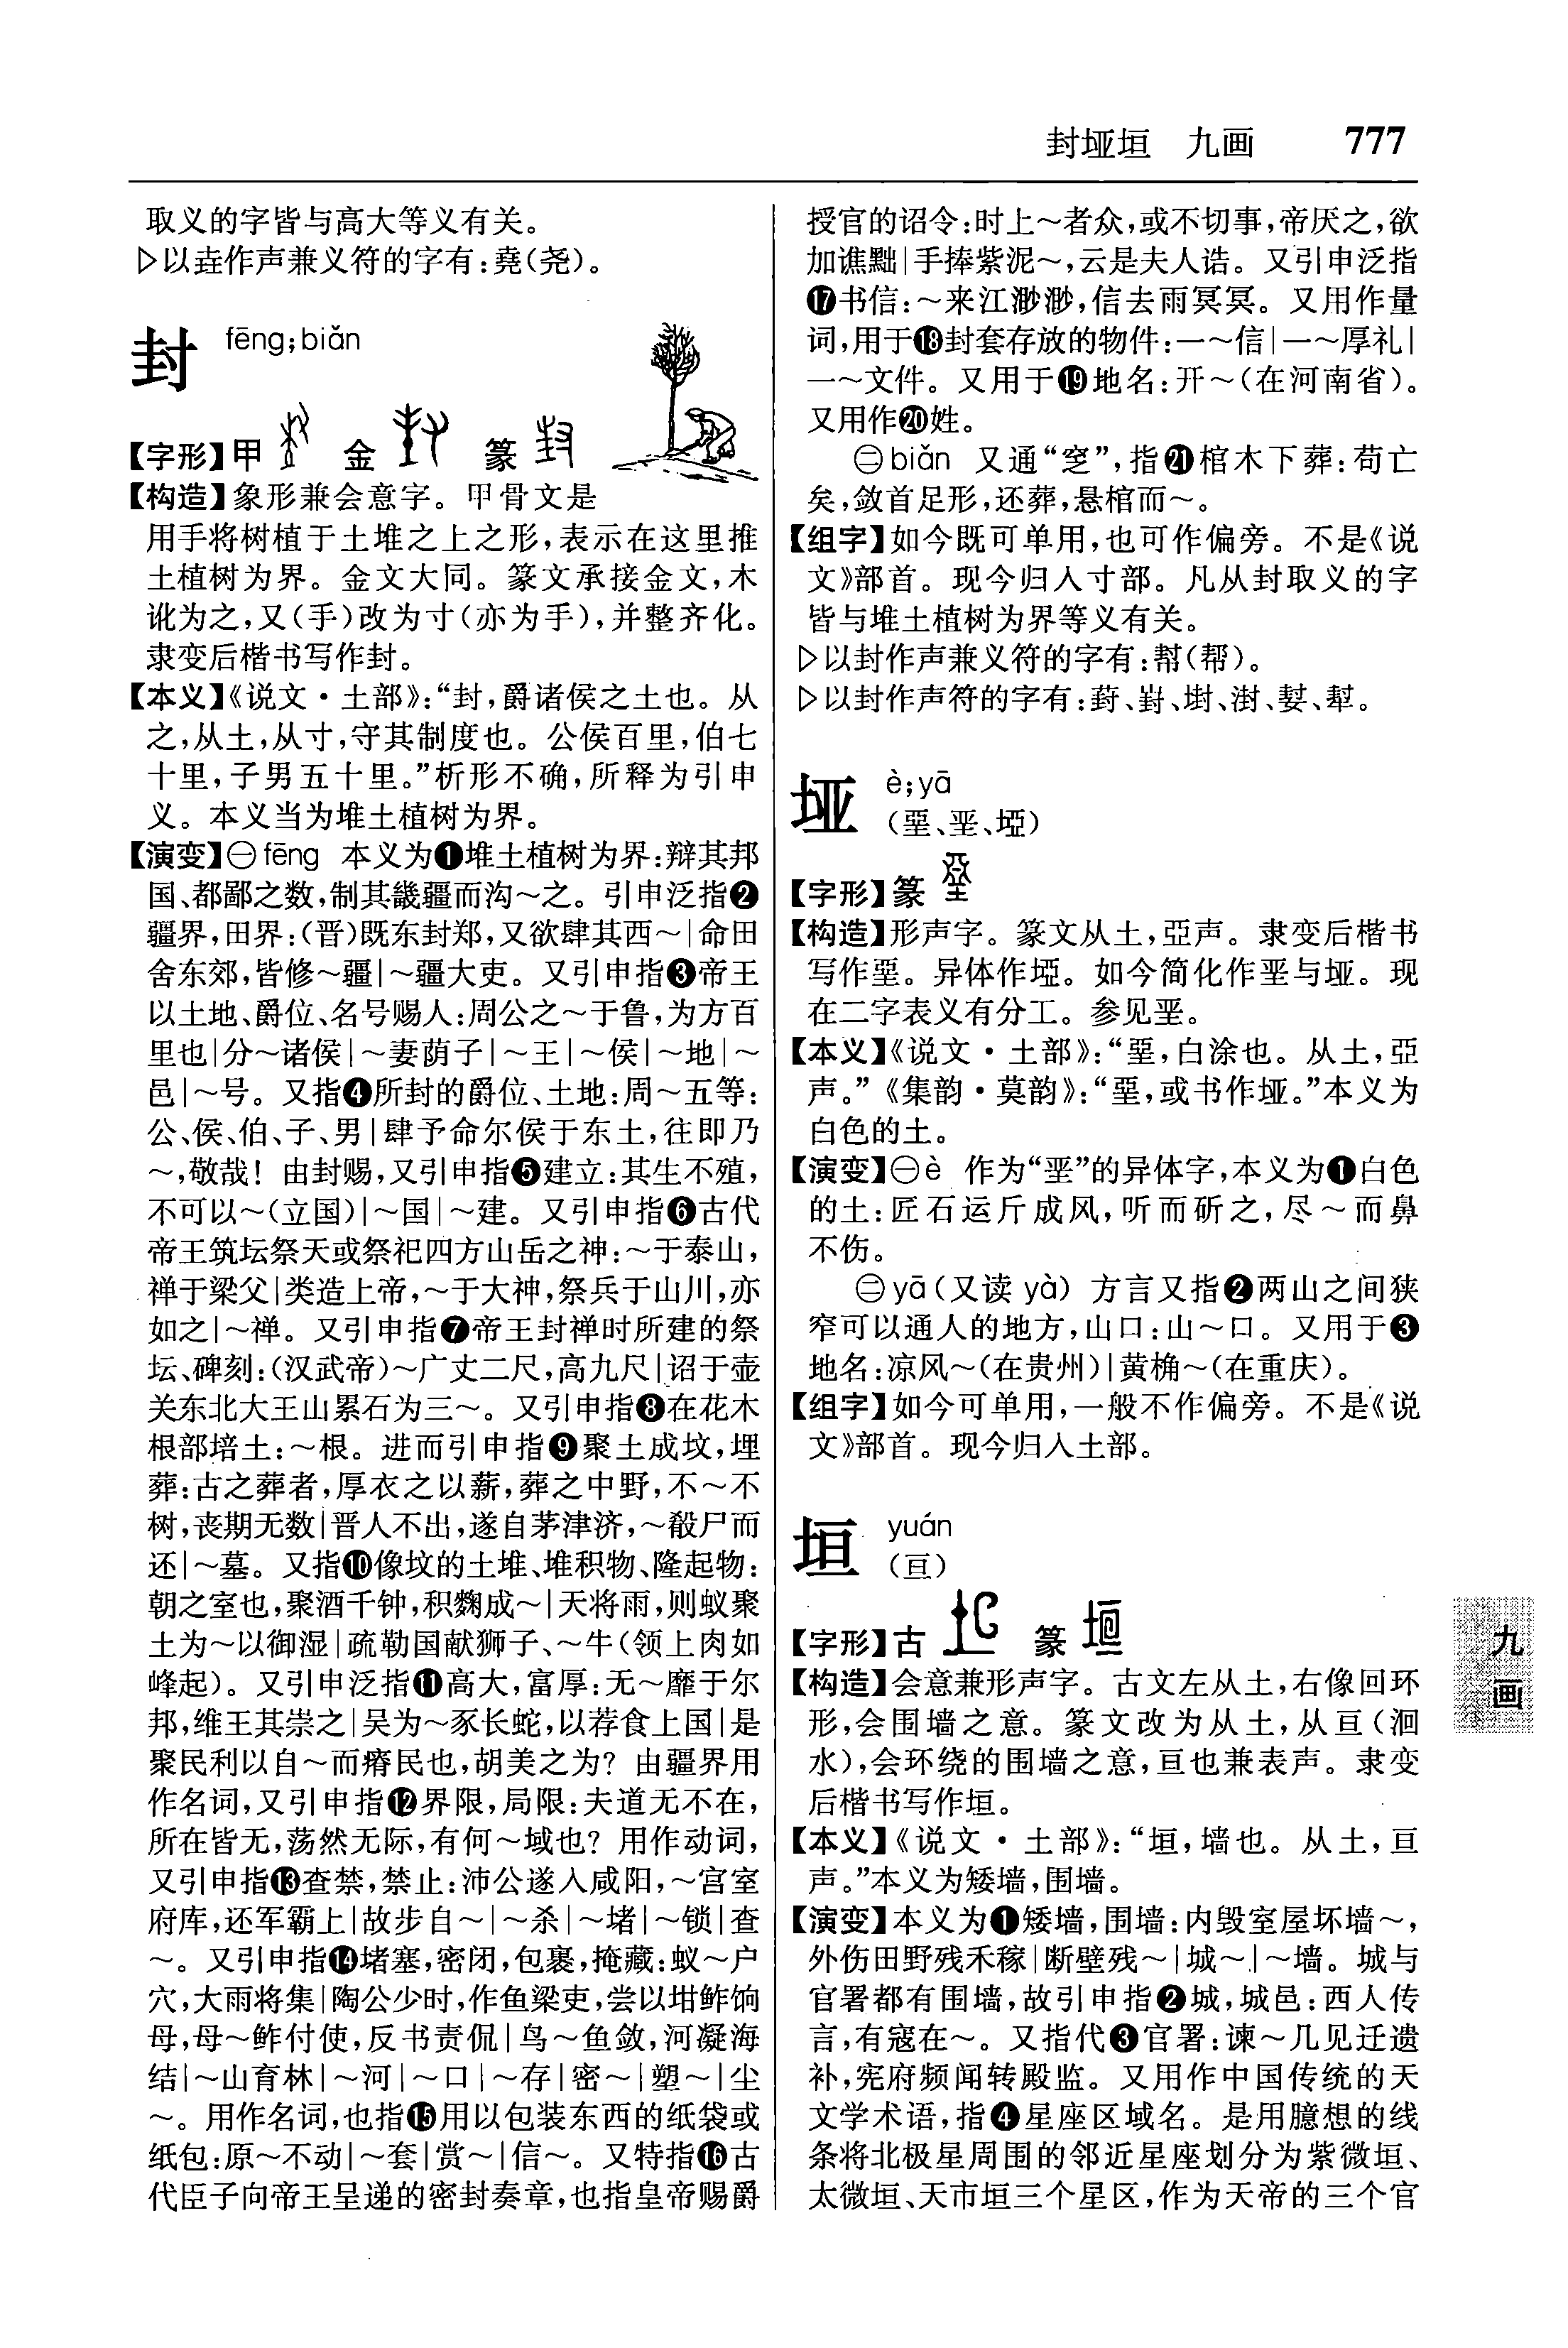 封垭垣　九画　777
取义的字皆与高大等义有关。
▷以垚作声兼义符的字有:堯(尧)。
封 fēng;biǎn
【字形】甲 金 篆
【构造】象形兼会意字。甲骨文是
用手将树植于土堆之上之形,表示在这里推
土植树为界。金文大同。篆文承接金文,木
讹为之,又(手)改为寸(亦为手),并整齐化。
隶变后楷书写作封。
【本义】《说文·土部》:“封,爵诸侯之土也。从
之,从土,从寸,守其制度也。公侯百里,伯七
十里,子男五十里。”析形不确,所释为引申
义。本义当为堆土植树为界。
【演变】㊀fēng 本义为❶堆土植树为界:辩其邦
国、都鄙之数,制其畿疆而沟～之。引申泛指❷
疆界,田界:(晋)既东封郑,又欲肆其西～|命田
舍东郊,皆修～疆|～疆大吏。又引申指❸帝王
以土地、爵位、名号赐人:周公之～于鲁,为方百
里也|分～诸侯|～妻荫子|～王|～侯|～地|～
邑|～号。又指❹所封的爵位、土地:周～五等:
公、侯、伯、子、男|肆予命尔侯于东土,往即乃
～,敬哉！由封赐,又引申指❺建立:其生不殖,
不可以～(立国)|～国|～建。又引申指❻古代
帝王筑坛祭天或祭祀四方山岳之神:～于泰山,
禅于梁父|类造上帝,～于大神,祭兵于山川,亦
如之|～禅。又引申指❼帝王封禅时所建的祭
坛、碑刻:(汉武帝)～广丈二尺,高九尺|诏于壶
关东北大王山累石为三～。又引申指❽在花木
根部培土:～根。进而引申指❾聚土成坟,埋
葬:古之葬者,厚衣之以薪,葬之中野,不～不
树,丧期无数|晋人不出,遂自茅津济,～殽尸而
还|～墓。又指❿像坟的土堆、堆积物、隆起物:
朝之室也,聚酒千钟,积麴成～|天将雨,则蚁聚
土为～以御湿|疏勒国献狮子、～牛(领上肉如
峰起)。又引申泛指⓫高大,富厚:无～靡于尔
邦,维王其崇之|吴为～豕长蛇,以荐食上国|是
聚民利以自～而瘠民也,胡美之为？由疆界用
作名词,又引申指⓬界限,局限:夫道无不在,
所在皆无,荡然无际,有何～域也？用作动词,
又引申指⓭查禁,禁止:沛公遂入咸阳,～宫室
府库,还军霸上|故步自～|～杀|～堵|～锁|查
～。又引申指⓮堵塞,密闭,包裹,掩藏:蚁～户
穴,大雨将集|陶公少时,作鱼梁吏,尝以坩鲊饷
母,母～鲊付使,反书责侃|鸟～鱼敛,河凝海
结|～山育林|～河|～口|～存|密～|塑～|尘
～。用作名词,也指⓯用以包装东西的纸袋或
纸包:原～不动|～套|赏～|信～。又特指⓰古
代臣子向帝王呈递的密封奏章,也指皇帝赐爵
授官的诏令:时上～者众,或不切事,帝厌之,欲
加谯黜|手捧紫泥～,云是夫人诰。又引申泛指
⓱书信:～来江渺渺,信去雨冥冥。又用作量
词,用于⓲封套存放的物件:一～信|一～厚礼|
一～文件。又用于⓳地名:开～(在河南省)。
又用作⓴姓。
㊁biǎn 又通“窆”,指㉑棺木下葬:苟亡
矣,敛首足形,还葬,悬棺而～。
【组字】如今既可单用,也可作偏旁。不是《说
文》部首。现今归入寸部。凡从封取义的字
皆与堆土植树为界等义有关。
▷以封作声兼义符的字有:幫(帮)。
▷以封作声符的字有:葑、崶、堼、湗、㛔、犎。
垭 è;yā
(堊、垩、埡)
【字形】篆
【构造】形声字。篆文从土,亞声。隶变后楷书
写作堊。异体作埡。如今简化作垩与垭。现
在二字表义有分工。参见垩。
【本义】《说文·土部》:“堊,白涂也。从土,亞
声。”《集韵·莫韵》:“堊,或书作垭。”本义为
白色的土。
【演变】㊀è 作为“垩”的异体字,本义为❶白色
的土:匠石运斤成风,听而斫之,尽～而鼻
不伤。
㊁yā(又读 yà) 方言又指❷两山之间狭
窄可以通人的地方,山口:山～口。又用于❸
地名:凉风～(在贵州)|黄桷～(在重庆)。
【组字】如今可单用,一般不作偏旁。不是《说
文》部首。现今归入土部。
垣 yuán
(亘)
【字形】古 篆
【构造】会意兼形声字。古文左从土,右像回环
形,会围墙之意。篆文改为从土,从亘(洄
水),会环绕的围墙之意,亘也兼表声。隶变
后楷书写作垣。
【本义】《说文·土部》:“垣,墙也。从土,亘
声。”本义为矮墙,围墙。
【演变】本义为❶矮墙,围墙:内毁室屋坏墙～,
外伤田野残禾稼|断壁残～|城～|～墙。城与
官署都有围墙,故引申指❷城,城邑:西人传
言,有寇在～。又指代❸官署:谏～几见迁遗
补,宪府频闻转殿监。又用作中国传统的天
文学术语,指❹星座区域名。是用臆想的线
条将北极星周围的邻近星座划分为紫微垣、
太微垣、天市垣三个星区,作为天帝的三个官
九
画